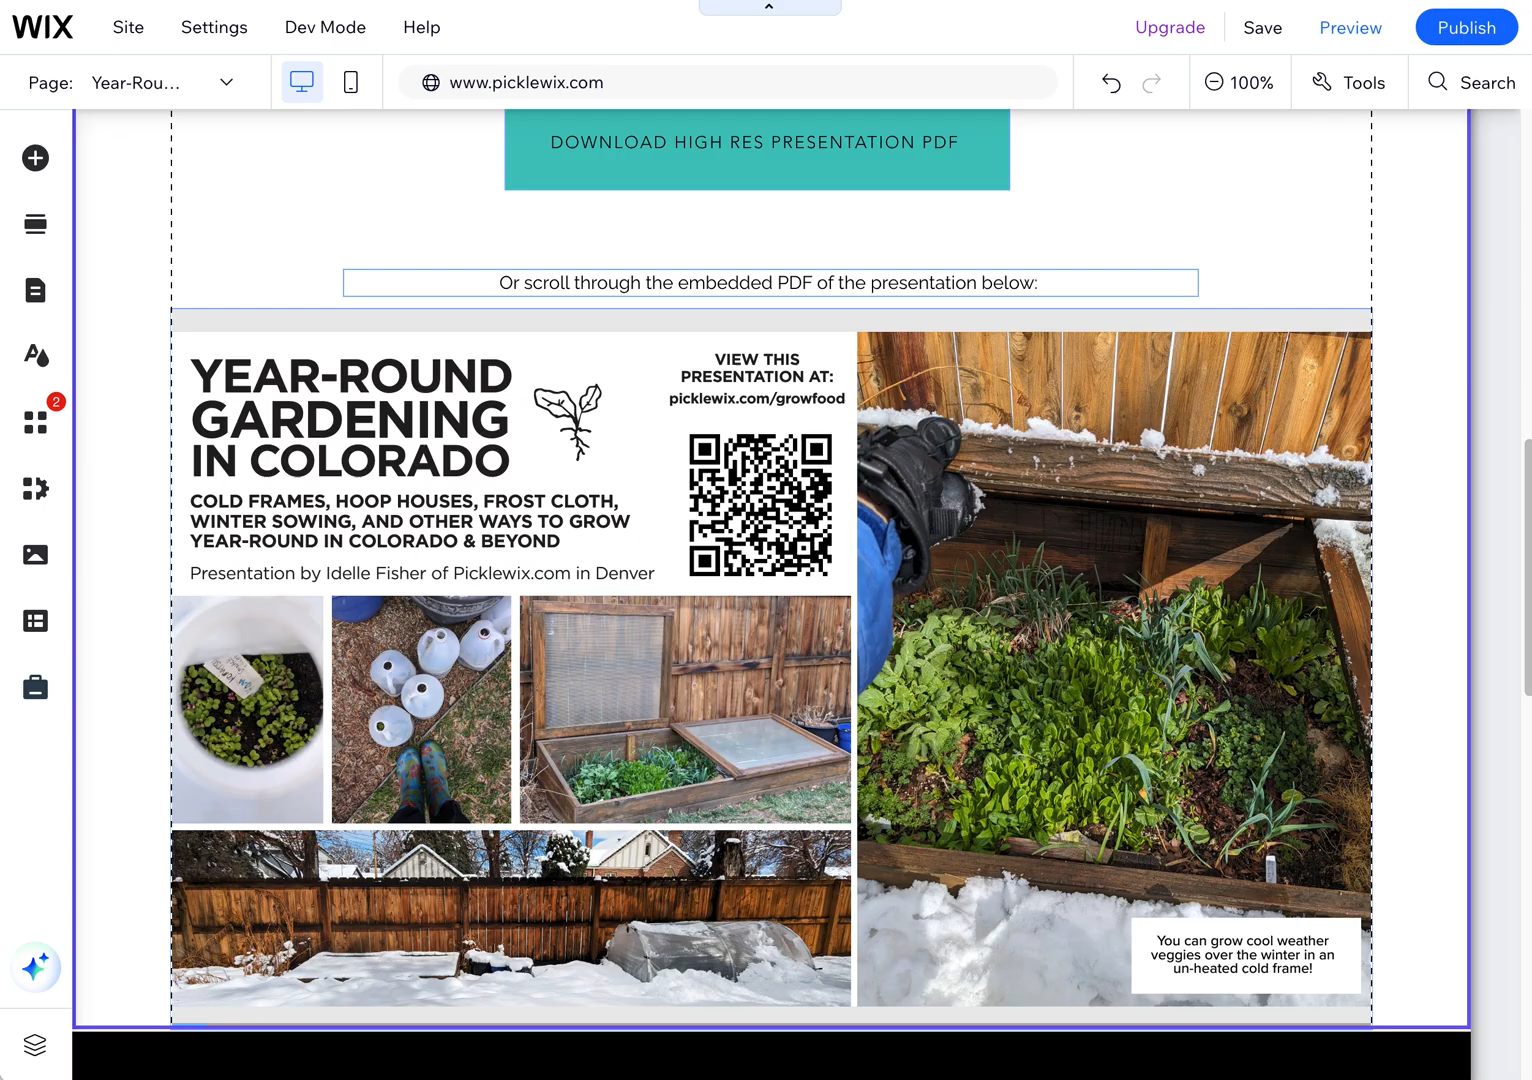 WIX
Site
Settings
Dev Mode
Help
Upgrade
Save
Preview
Publish
Page:
Year-Rou...
www.picklewix.com
100%
Tools
Search
2
DOWNLOAD HIGH RES PRESENTATION PDF
Or scroll through the embedded PDF of the presentation below:
YEAR-ROUND
GARDENING
IN COLORADO
COLD FRAMES, HOOP HOUSES, FROST CLOTH,
WINTER SOWING, AND OTHER WAYS TO GROW
YEAR-ROUND IN COLORADO & BEYOND
Presentation by Idelle Fisher of Picklewix.com in Denver
VIEW THIS
PRESENTATION AT:
picklewix.com/growfood
You can grow cool weather
veggies over the winter in an
un-heated cold frame!